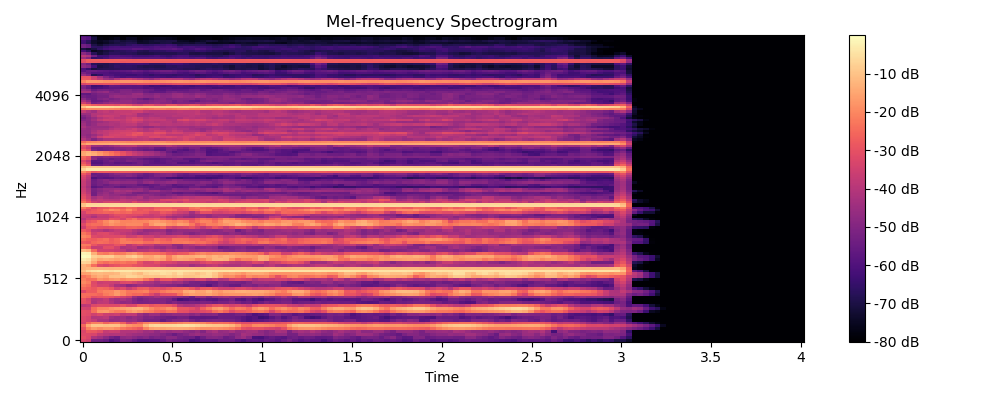 Mel-frequency Spectrogram
Hz
4096
2048
1024
512
0
0
0.5
1
1.5
2
2.5
3
3.5
4
Time
-10 dB
-20 dB
-30 dB
-40 dB
-50 dB
-60 dB
-70 dB
-80 dB